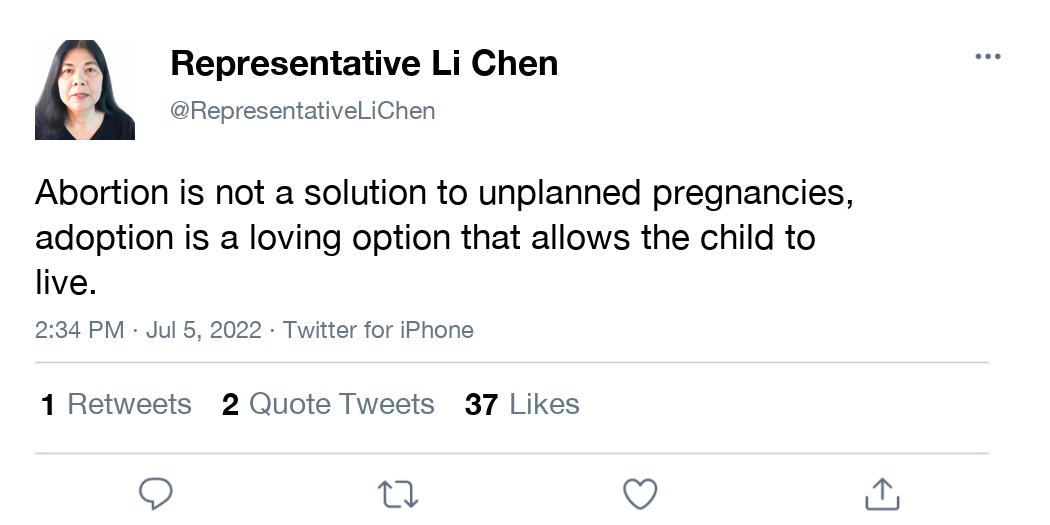 Representative Li Chen
@RepresentativeLiChen
Abortion is not a solution to unplanned pregnancies,
adoption is a loving option that allows the child to
live.
2:34 PM · Jul 5, 2022 · Twitter for iPhone
1 Retweets 2 Quote Tweets 37 Likes